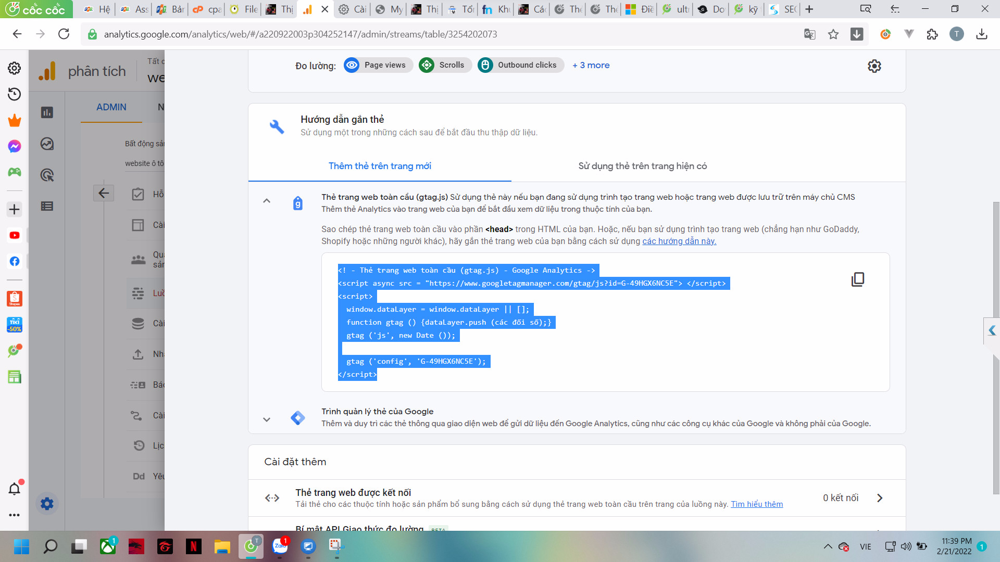 cốc cốc
Hệ
Ass
Bản
cpa
File
Thị
Cài
My
Thị
Tổn
Khu
Các
Thẻ
Thẻ
Điề
ultr
Do
kỹ
SEO
analytics.google.com/analytics/web/#/a220922003p304252147/admin/streams/table/3254202073
T
phân tích
Tất c
we
ADMIN
N
Bất động sản
website ô tô
Hỗ
Cài
Quả
sản
Luồ
Cài
Nhậ
Báo
Cài
Lịc
Dd Yêu
Đo lường:
Page views
Scrolls
Outbound clicks
+ 3 more
Hướng dẫn gắn thẻ
Sử dụng một trong những cách sau để bắt đầu thu thập dữ liệu.
Thêm thẻ trên trang mới
Sử dụng thẻ trên trang hiện có
Thẻ trang web toàn cầu (gtag.js) Sử dụng thẻ này nếu bạn đang sử dụng trình tạo trang web hoặc trang web được lưu trữ trên máy chủ CMS
Thêm thẻ Analytics vào trang web của bạn để bắt đầu xem dữ liệu trong thuộc tính của bạn.
Sao chép thẻ trang web toàn cầu vào phần <head> trong HTML của bạn. Hoặc, nếu bạn sử dụng trình tạo trang web (chẳng hạn như GoDaddy,
Shopify hoặc những người khác), hãy gắn thẻ trang web của bạn bằng cách sử dụng các hướng dẫn này.
<! - Thẻ trang web toàn cầu (gtag.js) - Google Analytics ->
<script async src = "https://www.googletagmanager.com/gtag/js?id=G-49HGX6NC5E"> </script>
<script>
window.dataLayer = window.dataLayer || [];
function gtag () {dataLayer.push (các đối số);}
gtag ('js', new Date ());
gtag ('config', 'G-49HGX6NC5E');
</script>
Trình quản lý thẻ của Google
Thêm và duy trì các thẻ thông qua giao diện web để gửi dữ liệu đến Google Analytics, cũng như các công cụ khác của Google và không phải của Google.
Cài đặt thêm
Thẻ trang web được kết nối
Tải thẻ cho các thuộc tính hoặc sản phẩm bổ sung bằng cách sử dụng thẻ trang web toàn cầu trên trang của luồng này. Tìm hiểu thêm
0 kết nối
Bí mật API Giao thức đo lường BETA
Shopee
TIKI
-50%
1
T
Zalo
1
VIE
11:39 PM
2/21/2022
1